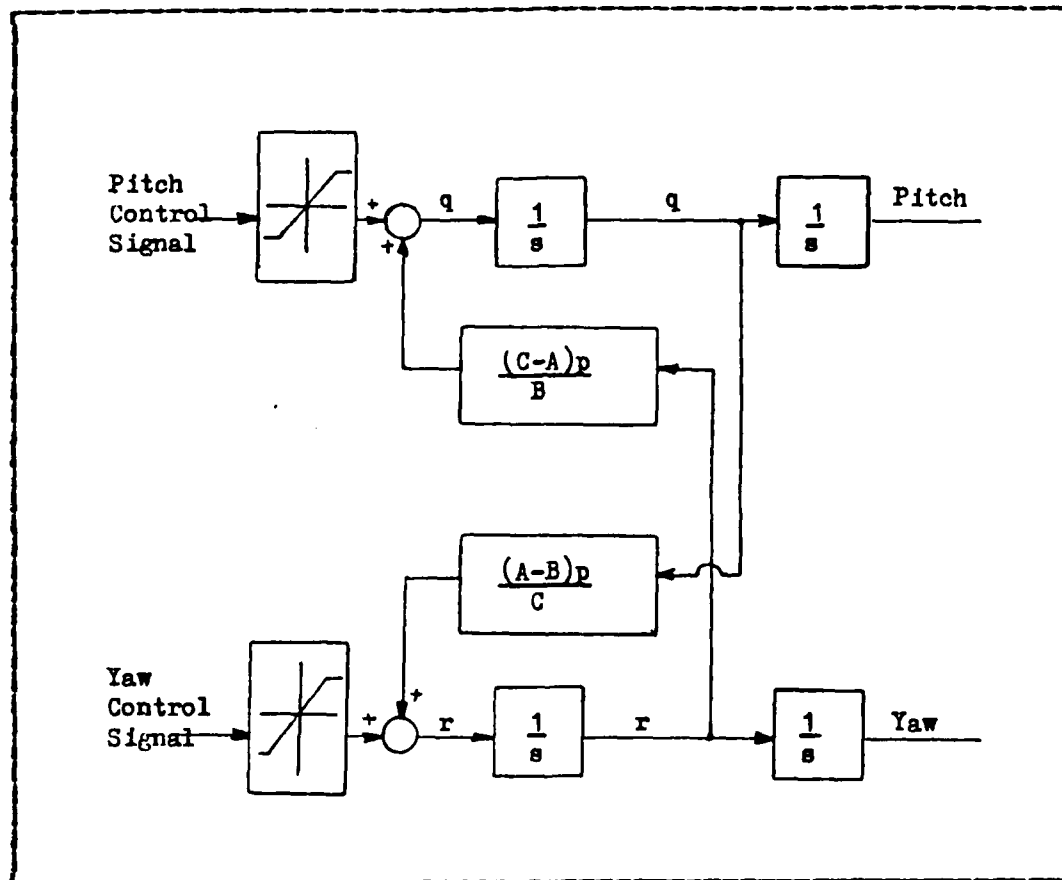 Pitch
Control
Signal
+
+
q
1
s
q
1
s
Pitch
(C-A)p
B
(A-B)p
C
Yaw
Control
Signal
+
+
r
1
s
r
1
s
Yaw